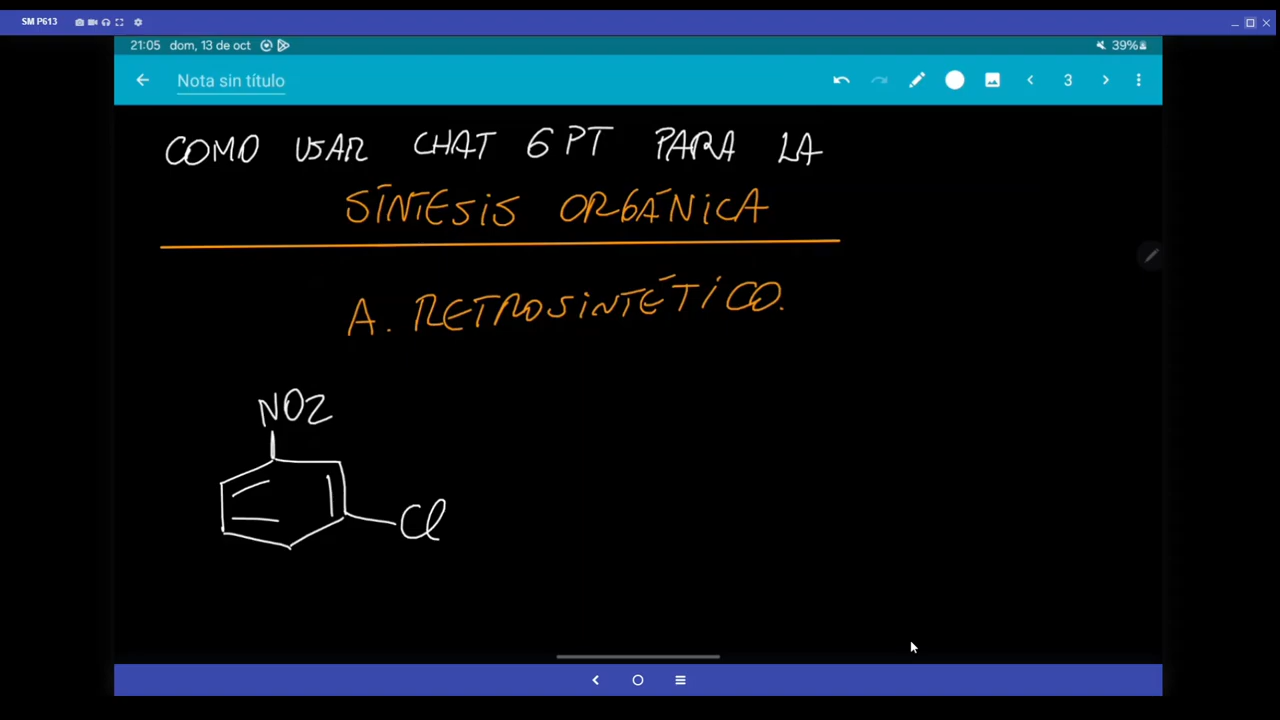 SM P613
21:05 dom, 13 de oct 39%
Nota sin título 3
COMO USAR CHAT GPT PARA LA
SÍNTESIS ORGÁNICA
A. RETROSINTÉTICO.
NO2
Cl